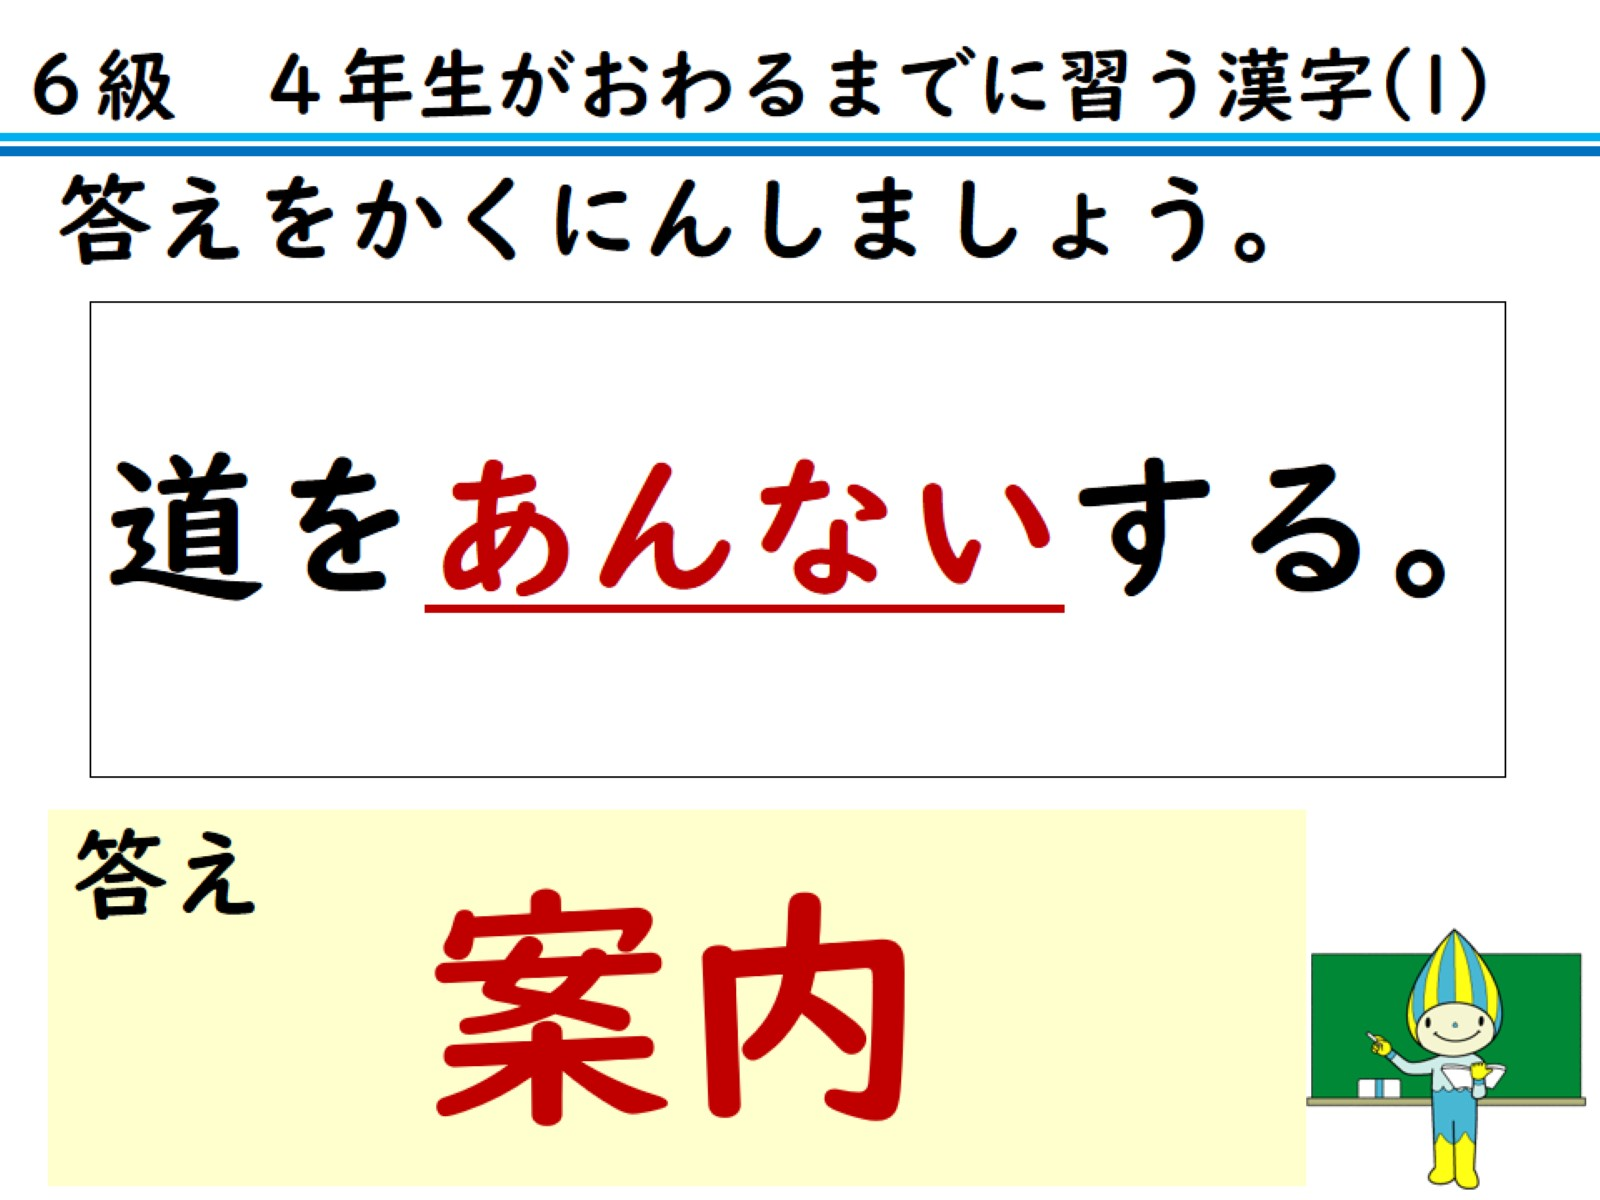 ６級　４年生がおわるまでに習う漢字(1)
答えをかくにんしましょう。
道をあんないする。
答え
案内